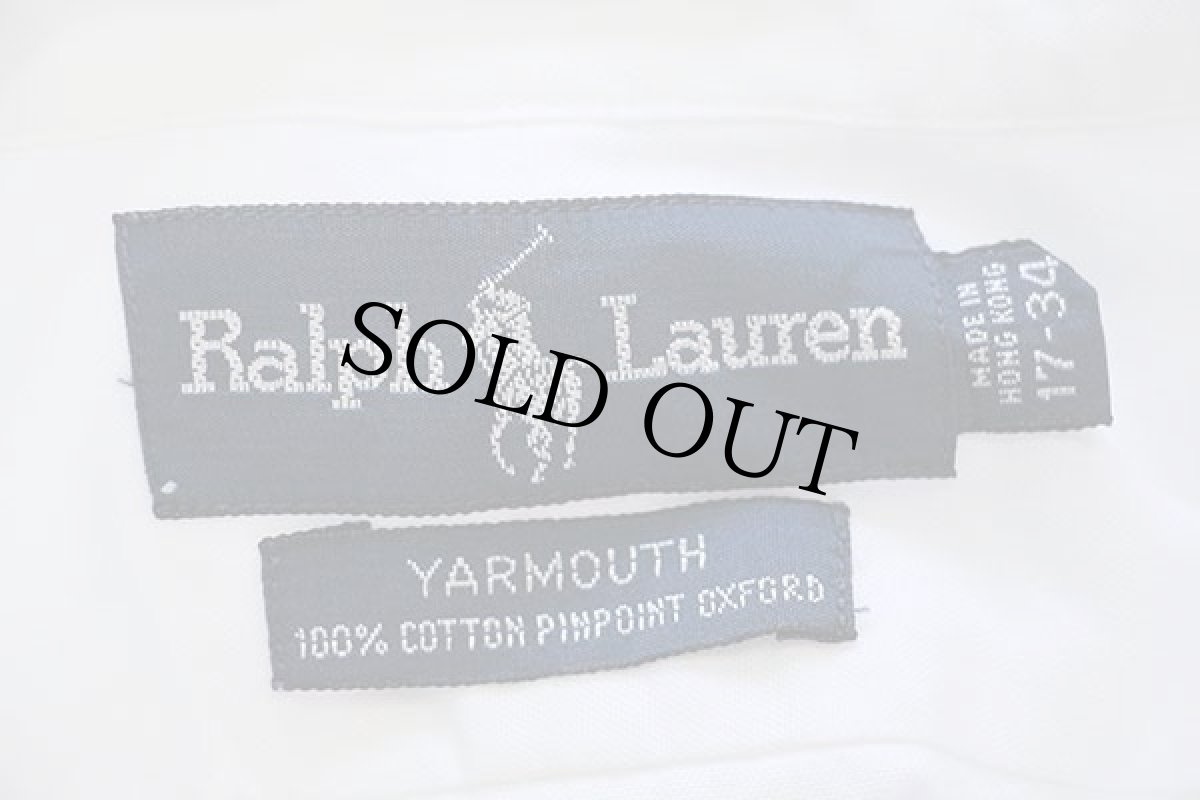 Ralph Lauren
MADE IN
HONG KONG
17-34
SOLD OUT
YARMOUTH
100% COTTON PINPOINT OXFORD